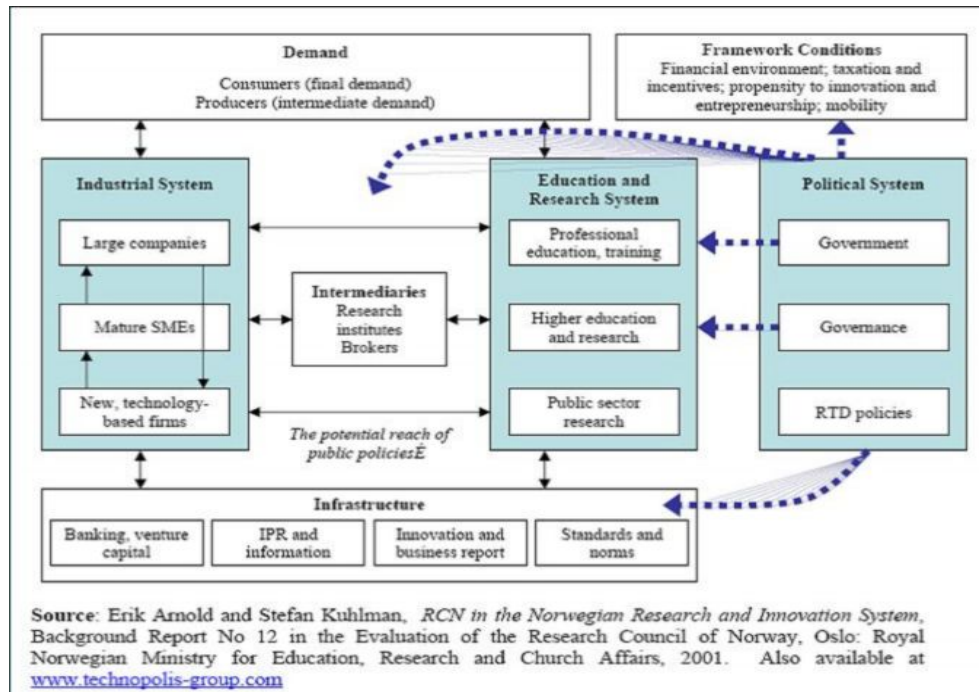 Demand
Consumers (final demand)
Producers (intermediate demand)
Framework Conditions
Financial environment; taxation and
incentives; propensity to innovation and
entrepreneurship; mobility
Industrial System
Large companies
Mature SMEs
New, technology-
based firms
Intermediaries
Research
institutes
Brokers
The potential reach of
public policiesÉ
Education and
Research System
Professional
education, training
Higher education
and research
Public sector
research
Political System
Government
Governance
RTD policies
Infrastructure
Banking, venture
capital
IPR and
information
Innovation and
business report
Standards and
norms
Source: Erik Arnold and Stefan Kuhlman, RCN in the Norwegian Research and Innovation System,
Background Report No 12 in the Evaluation of the Research Council of Norway, Oslo: Royal
Norwegian Ministry for Education, Research and Church Affairs, 2001. Also available at
www.technopolis-group.com